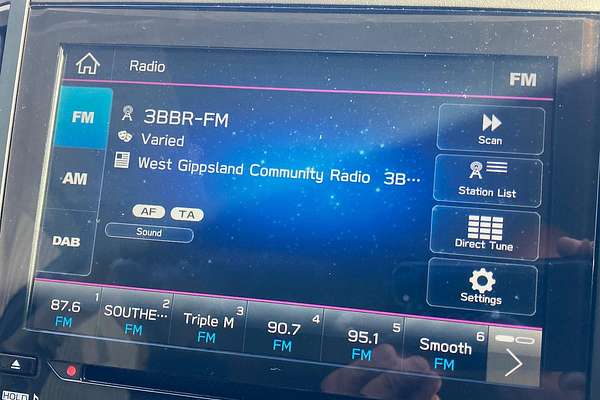 Radio
FM
FM
AM
DAB
3BBR-FM
Varied
West Gippsland Community Radio 3B...
AF TA
Sound
Scan
Station List
Direct Tune
Settings
1 87.6 FM
2 SOUTHE... FM
3 Triple M FM
4 90.7 FM
5 95.1 FM
6 Smooth FM
HOLD